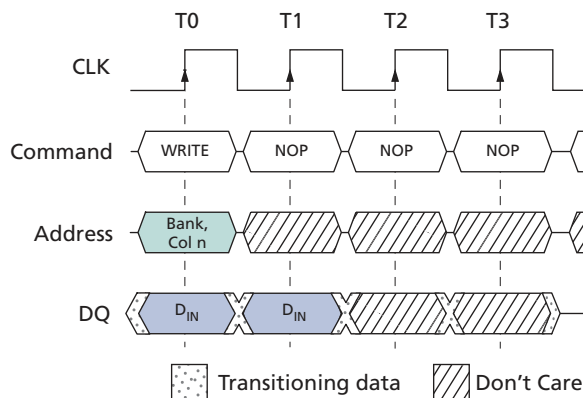 T0 T1 T2 T3
CLK
Command WRITE NOP NOP NOP
Address Bank,
Col n
DQ DIN DIN
Transitioning data Don't Care